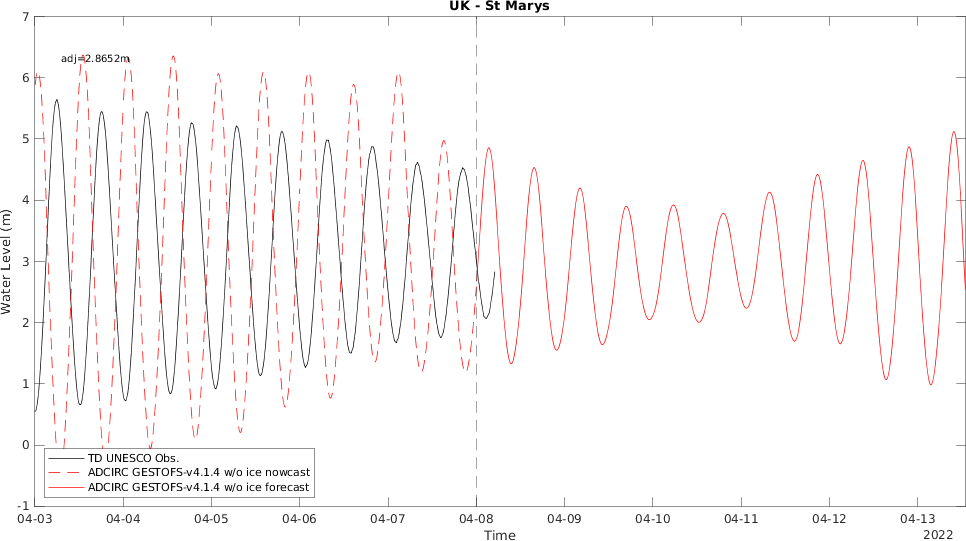 UK - St Marys
7
adj=2.8652m
6
5
4
3
2
1
0
-1
Water Level (m)
TD UNESCO Obs.
ADCIRC GESTOFS-v4.1.4 w/o ice nowcast
ADCIRC GESTOFS-v4.1.4 w/o ice forecast
04-03 04-04 04-05 04-06 04-07 04-08 04-09 04-10 04-11 04-12 04-13
Time
2022